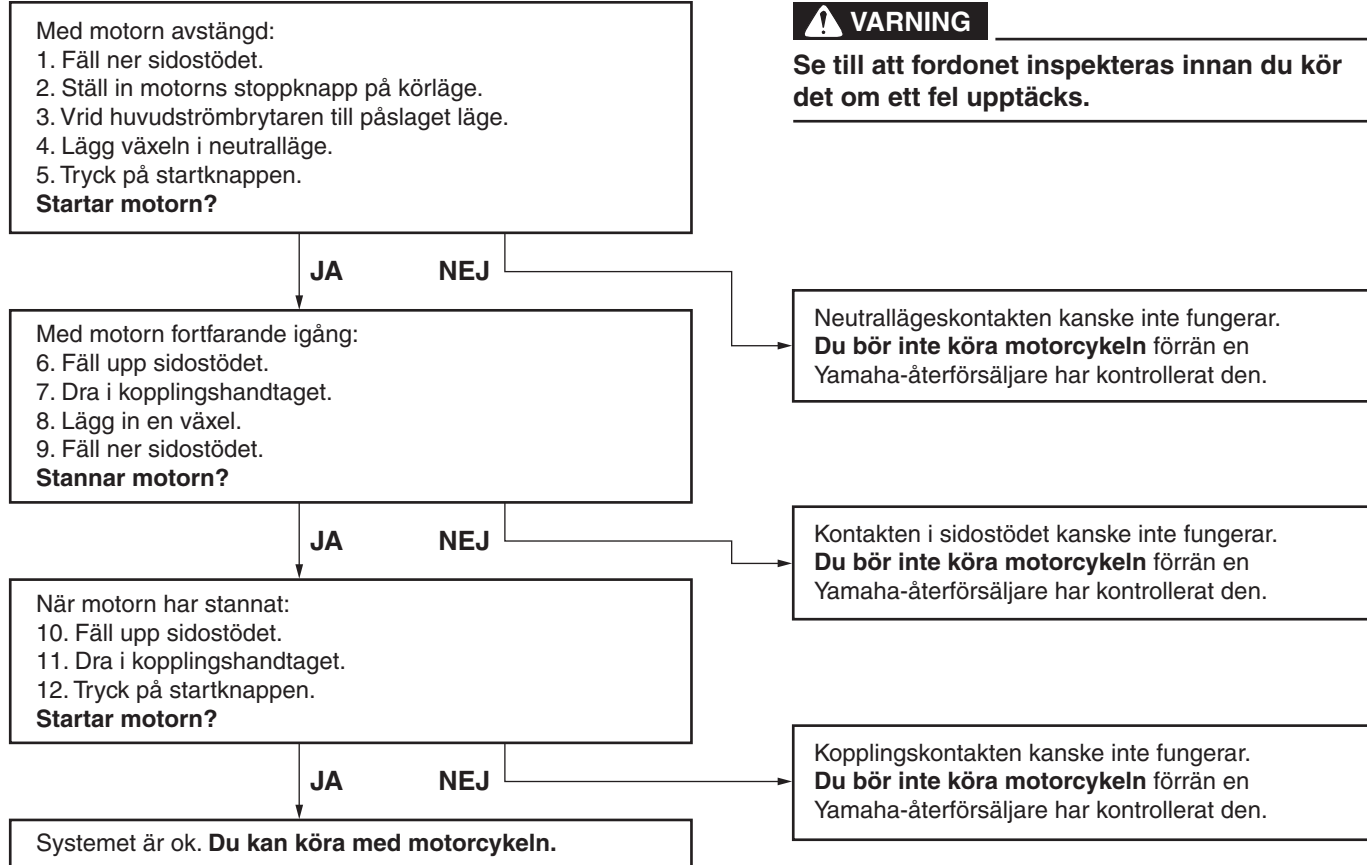 Med motorn avstängd:
1. Fäll ner sidostödet.
2. Ställ in motorns stoppknapp på körläge.
3. Vrid huvudströmbrytaren till påslaget läge.
4. Lägg växeln i neutralläge.
5. Tryck på startknappen.
Startar motorn?
VARNING
Se till att fordonet inspekteras innan du kör
det om ett fel upptäcks.
JA NEJ
Neutrallägeskontakten kanske inte fungerar.
Du bör inte köra motorcykeln förrän en
Yamaha-återförsäljare har kontrollerat den.
Med motorn fortfarande igång:
6. Fäll upp sidostödet.
7. Dra i kopplingshandtaget.
8. Lägg in en växel.
9. Fäll ner sidostödet.
Stannar motorn?
JA NEJ
Kontakten i sidostödet kanske inte fungerar.
Du bör inte köra motorcykeln förrän en
Yamaha-återförsäljare har kontrollerat den.
När motorn har stannat:
10. Fäll upp sidostödet.
11. Dra i kopplingshandtaget.
12. Tryck på startknappen.
Startar motorn?
JA NEJ
Kopplingskontakten kanske inte fungerar.
Du bör inte köra motorcykeln förrän en
Yamaha-återförsäljare har kontrollerat den.
Systemet är ok. Du kan köra med motorcykeln.